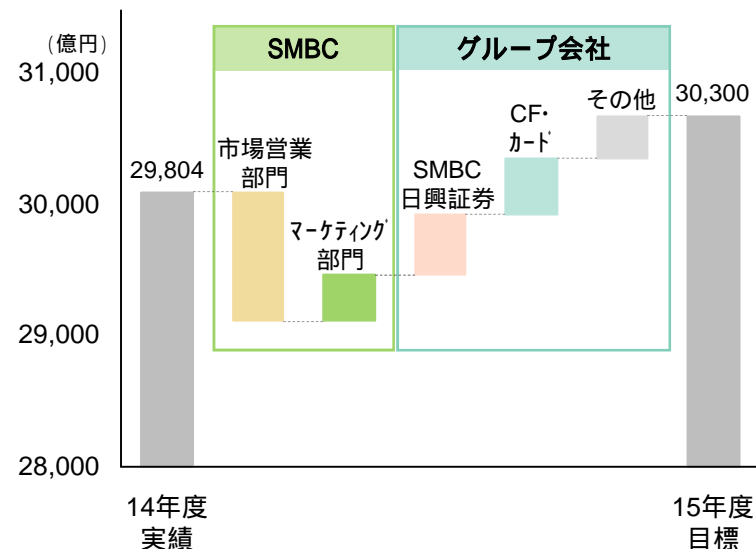 (億円)
31,000
30,000
29,000
28,000
SMBC
グループ会社
29,804
市場営業
部門
ﾏｰｹﾃｨﾝｸﾞ
部門
SMBC
日興証券
CF・
ｶｰﾄﾞ
その他
30,300
14年度
実績
15年度
目標